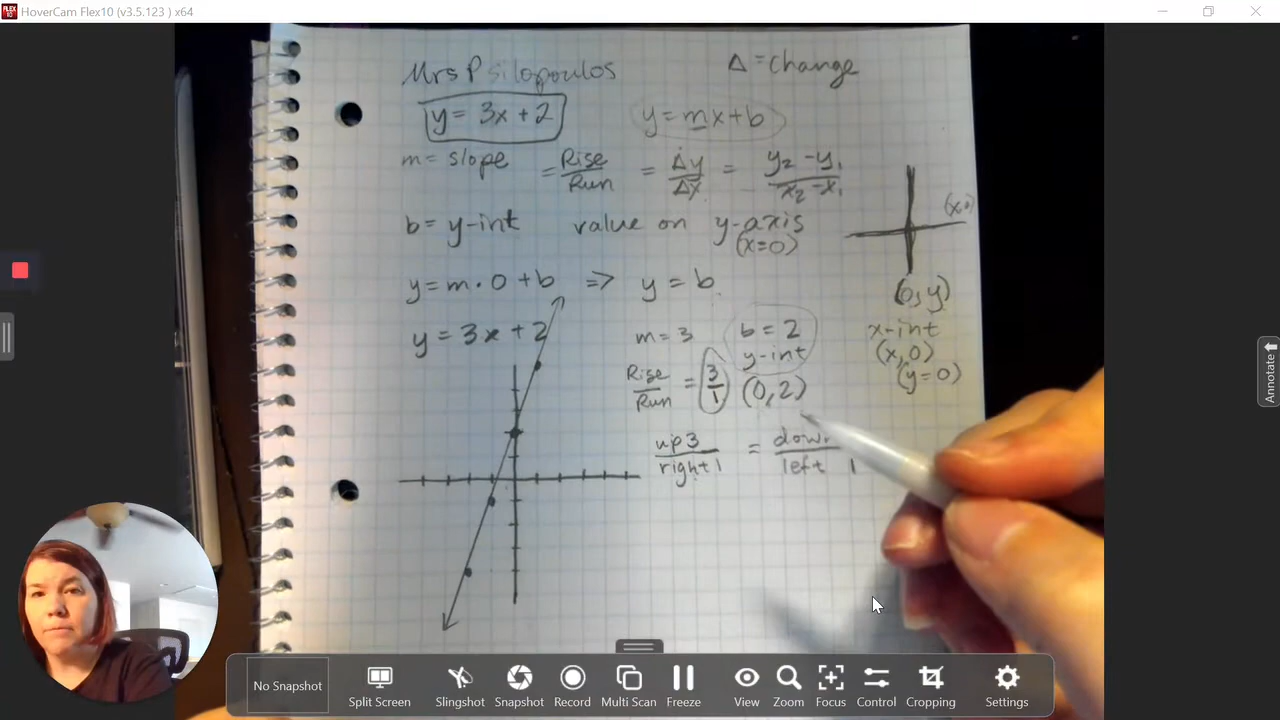 HoverCam Flex10 (v3.5.123 ) x64
Mrs Psilopoulos
Δ = Change
y = 3x + 2
y = mx + b
m = slope = Rise/Run = Δy/Δx = y₂ - y₁/x₂ - x₁
(x,0)
b = y-int value on y-axis
(x=0)
y = m · 0 + b ⇒ y = b
(0, y)
y = 3x + 2
m = 3
b = 2
y-int
x-int
(x, 0)
(y = 0)
Rise/Run = 3/1 (0, 2)
up 3/right 1 = down/left 1
Annotate
No Snapshot
Split Screen
Slingshot
Snapshot
Record
Multi Scan
Freeze
View
Zoom
Focus
Control
Cropping
Settings